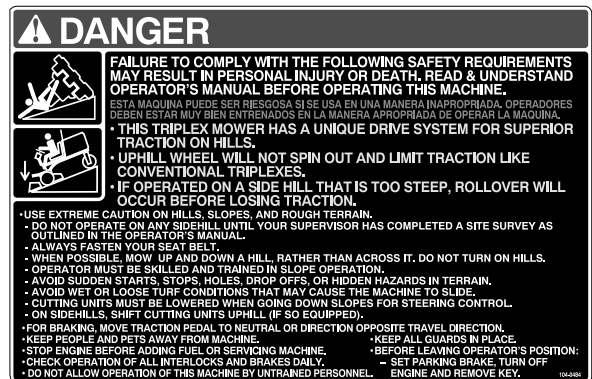 DANGER
FAILURE TO COMPLY WITH THE FOLLOWING SAFETY REQUIREMENTS
MAY RESULT IN PERSONAL INJURY OR DEATH. READ & UNDERSTAND
OPERATOR'S MANUAL BEFORE OPERATING THIS MACHINE.
ESTA MAQUINA PUEDE SER RIESGOSA SI SE USA EN UNA MANERA INAPROPRIADA. OPERADORES
DEBEN ESTAR MUY BIEN ENTRENADOS EN LA MANERA APROPRIADA DE OPERAR LA MAQUINA.
• THIS TRIPLEX MOWER HAS A UNIQUE DRIVE SYSTEM FOR SUPERIOR
TRACTION ON HILLS.
• UPHILL WHEEL WILL NOT SPIN OUT AND LIMIT TRACTION LIKE
CONVENTIONAL TRIPLEXES.
• IF OPERATED ON A SIDE HILL THAT IS TOO STEEP, ROLLOVER WILL
OCCUR BEFORE LOSING TRACTION.
•USE EXTREME CAUTION ON HILLS, SLOPES, AND ROUGH TERRAIN.
- DO NOT OPERATE ON ANY SIDEHILL UNTIL YOUR SUPERVISOR HAS COMPLETED A SITE SURVEY AS
OUTLINED IN THE OPERATOR'S MANUAL.
- ALWAYS FASTEN YOUR SEAT BELT.
- WHEN POSSIBLE, MOW UP AND DOWN A HILL, RATHER THAN ACROSS IT. DO NOT TURN ON HILLS.
- OPERATOR MUST BE SKILLED AND TRAINED IN SLOPE OPERATION.
- AVOID SUDDEN STARTS, STOPS, HOLES, DROP OFFS, OR HIDDEN HAZARDS IN TERRAIN.
- AVOID WET OR LOOSE TURF CONDITIONS THAT MAY CAUSE THE MACHINE TO SLIDE.
- CUTTING UNITS MUST BE LOWERED WHEN GOING DOWN SLOPES FOR STEERING CONTROL.
- ON SIDEHILLS, SHIFT CUTTING UNITS UPHILL (IF SO EQUIPPED).
•FOR BRAKING, MOVE TRACTION PEDAL TO NEUTRAL OR DIRECTION OPPOSITE TRAVEL DIRECTION.
•KEEP PEOPLE AND PETS AWAY FROM MACHINE.
•STOP ENGINE BEFORE ADDING FUEL OR SERVICING MACHINE.
•CHECK OPERATION OF ALL INTERLOCKS AND BRAKES DAILY.
• DO NOT ALLOW OPERATION OF THIS MACHINE BY UNTRAINED PERSONNEL.
•KEEP ALL GUARDS IN PLACE.
•BEFORE LEAVING OPERATOR'S POSITION:
– SET PARKING BRAKE, TURN OFF
ENGINE AND REMOVE KEY.
104-0484